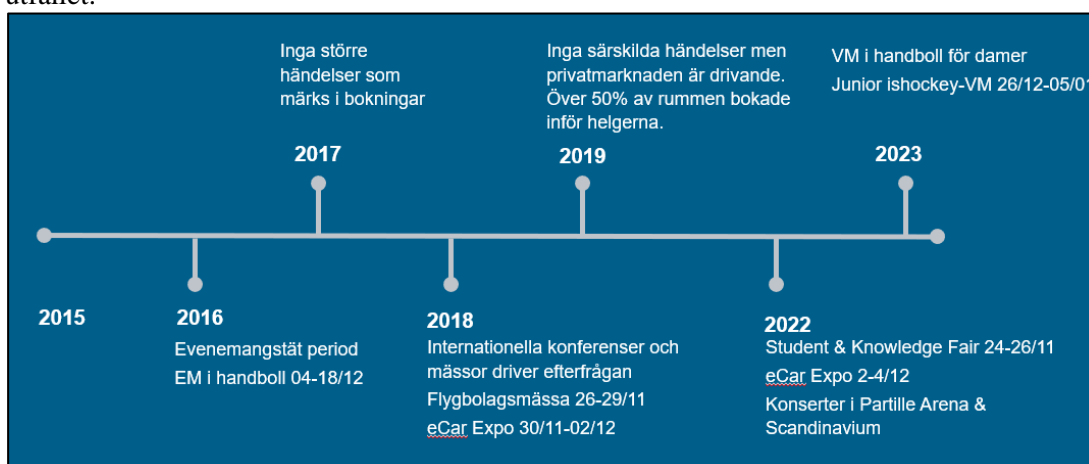 utfallet.
Inga större
händelser som
märks i bokningar
2017
Inga särskilda händelser men
privatmarknaden är drivande.
Över 50% av rummen bokade
inför helgerna.
2019
VM i handboll för damer
Junior ishockey-VM 26/12-05/01
2023
2015
2016
Evenemangstät period
EM i handboll 04-18/12
2018
Internationella konferenser och
mässor driver efterfrågan
Flygbolagsmässa 26-29/11
eCar Expo 30/11-02/12
2022
Student & Knowledge Fair 24-26/11
eCar Expo 2-4/12
Konserter i Partille Arena &
Scandinavium